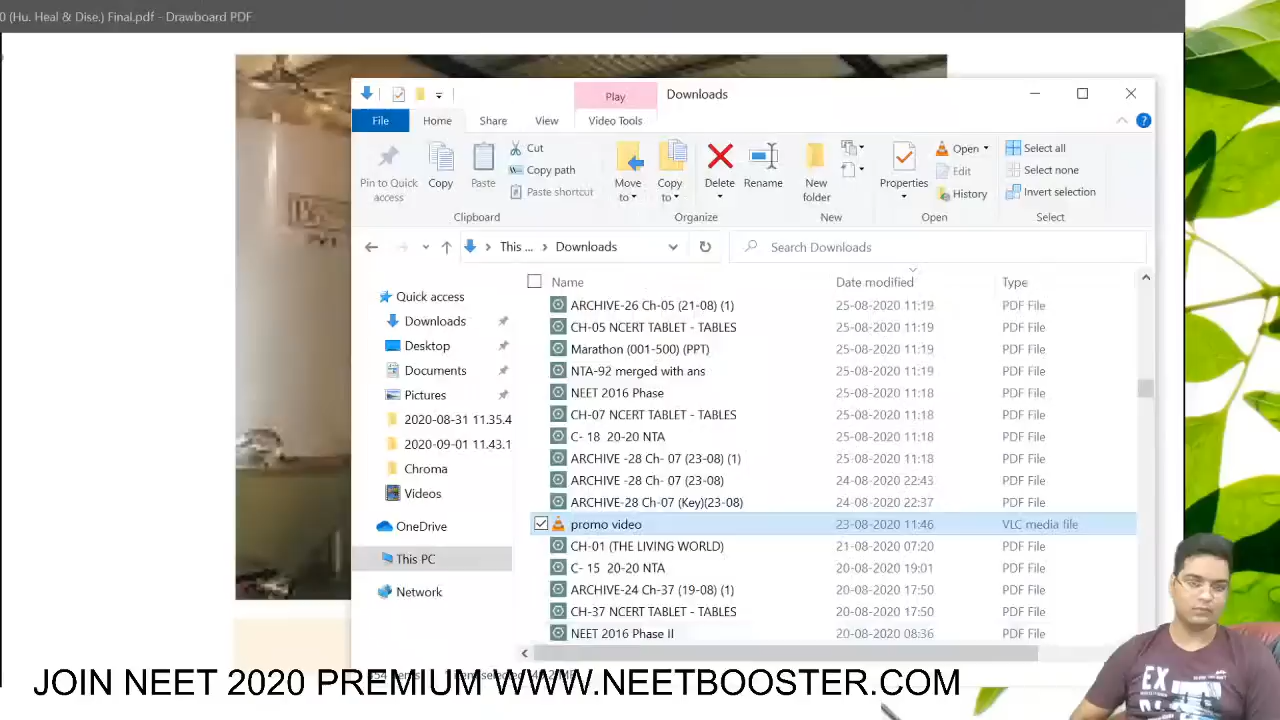 0 (Hu. Heal & Dise.) Final.pdf - Drawboard PDF
Play
Downloads
File
Home
Share
View
Video Tools
Pin to Quick access
Copy
Paste
Cut
Copy path
Paste shortcut
Move to
Copy to
Delete
Rename
New folder
Properties
Open
Edit
History
Select all
Select none
Invert selection
Clipboard
Organize
New
Open
Select
This ...
Downloads
Search Downloads
Name
Date modified
Type
Quick access
Downloads
Desktop
Documents
Pictures
2020-08-31 11.35.4
2020-09-01 11.43.1
Chroma
Videos
OneDrive
This PC
Network
ARCHIVE-26 Ch-05 (21-08) (1) 25-08-2020 11:19 PDF File
CH-05 NCERT TABLET - TABLES 25-08-2020 11:19 PDF File
Marathon (001-500) (PPT) 25-08-2020 11:19 PDF File
NTA-92 merged with ans 25-08-2020 11:19 PDF File
NEET 2016 Phase 25-08-2020 11:18 PDF File
CH-07 NCERT TABLET - TABLES 25-08-2020 11:18 PDF File
C- 18 20-20 NTA 25-08-2020 11:18 PDF File
ARCHIVE -28 Ch- 07 (23-08) (1) 25-08-2020 11:18 PDF File
ARCHIVE -28 Ch- 07 (23-08) 24-08-2020 22:43 PDF File
ARCHIVE-28 Ch-07 (Key)(23-08) 24-08-2020 22:37 PDF File
promo video 23-08-2020 11:46 VLC media file
CH-01 (THE LIVING WORLD) 21-08-2020 07:20 PDF File
C- 15 20-20 NTA 20-08-2020 19:01 PDF File
ARCHIVE-24 Ch-37 (19-08) (1) 20-08-2020 17:50 PDF File
CH-37 NCERT TABLET - TABLES 20-08-2020 17:50 PDF File
NEET 2016 Phase II 20-08-2020 08:36 PDF File
JOIN NEET 2020 PREMIUM WWW.NEETBOOSTER.COM
EX